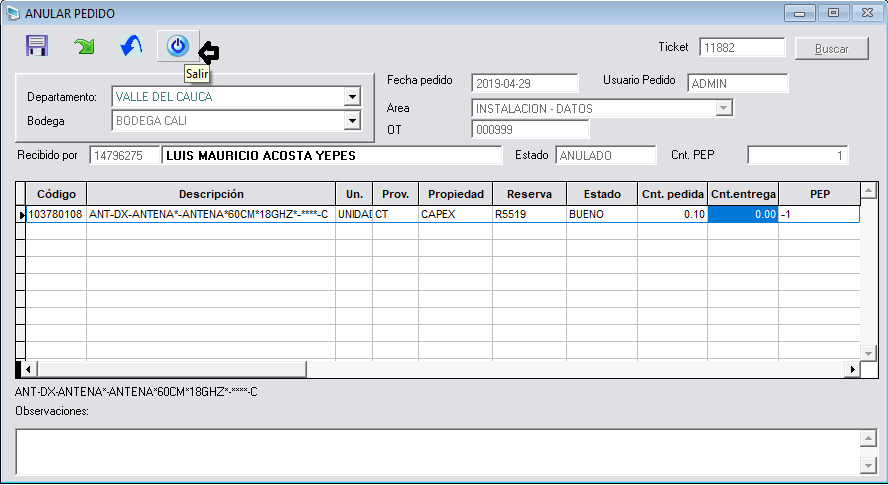 ANULAR PEDIDO
Ticket 11882 Buscar
Salir
Departamento: VALLE DEL CAUCA
Bodega BODEGA CALI
Fecha pedido 2019-04-29 Usuario Pedido ADMIN
Area INSTALACION - DATOS
OT 000999
Recibido por 14796275 LUIS MAURICIO ACOSTA YEPES Estado ANULADO Cnt. PEP 1
Código Descripción Un. Prov. Propiedad Reserva Estado Cnt. pedida Cnt.entrega PEP
103780108 ANT-DX-ANTENA*-ANTENA*60CM*18GHZ*-****-C UNIDAD CT CAPEX R5519 BUENO 0.10 0.00 -1
ANT-DX-ANTENA*-ANTENA*60CM*18GHZ*-****-C
Observaciones: